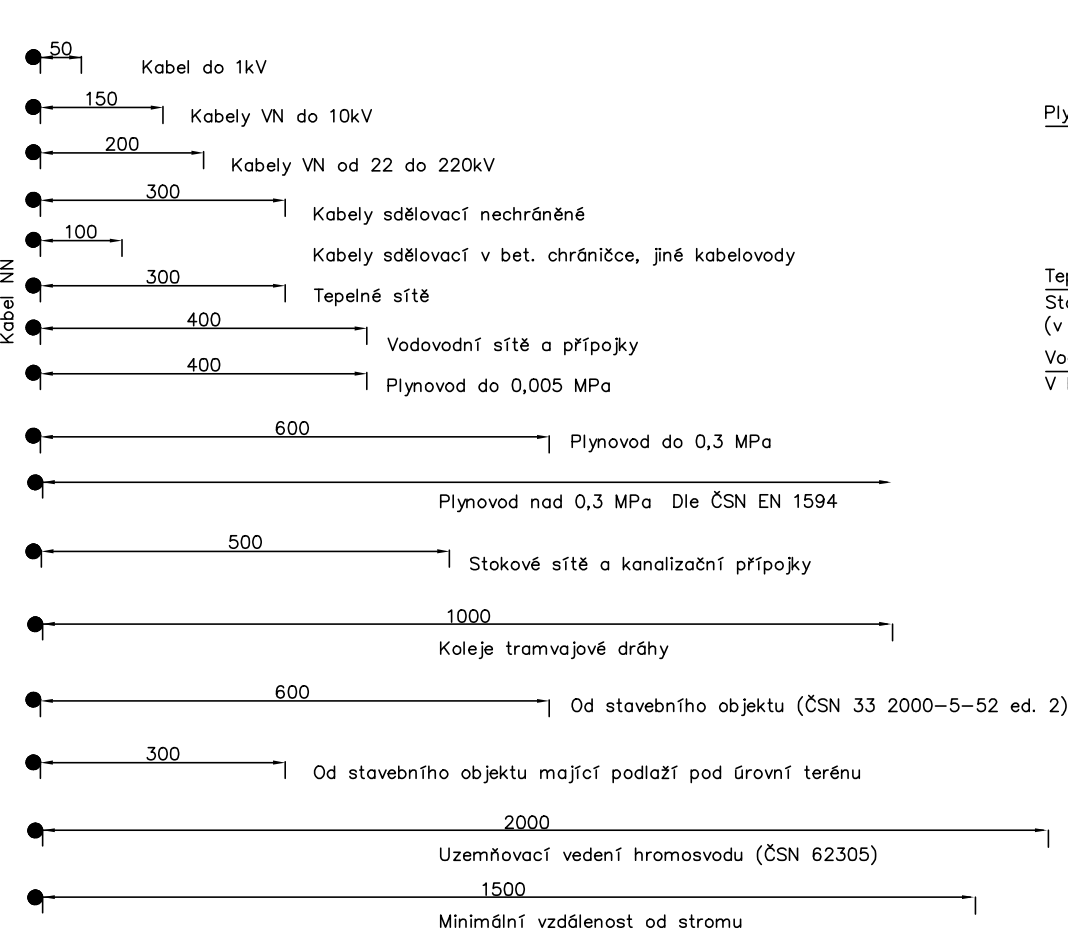 50
Kabel do 1kV
150
Kabely VN do 10kV
200
Kabely VN od 22 do 220kV
300
Kabely sdělovací nechráněné
100
Kabely sdělovací v bet. chráničce, jiné kabelovody
300
Tepelné sítě
Kabel NN
400
Vodovodní sítě a přípojky
400
Plynovod do 0,005 MPa
600
Plynovod do 0,3 MPa
Plynovod nad 0,3 MPa Dle ČSN EN 1594
500
Stokové sítě a kanalizační přípojky
1000
Koleje tramvajové dráhy
600
Od stavebního objektu (ČSN 33 2000-5-52 ed. 2)
300
Od stavebního objektu mající podlaží pod úrovní terénu
2000
Uzemňovací vedení hromosvodu (ČSN 62305)
1500
Minimální vzdálenost od stromu